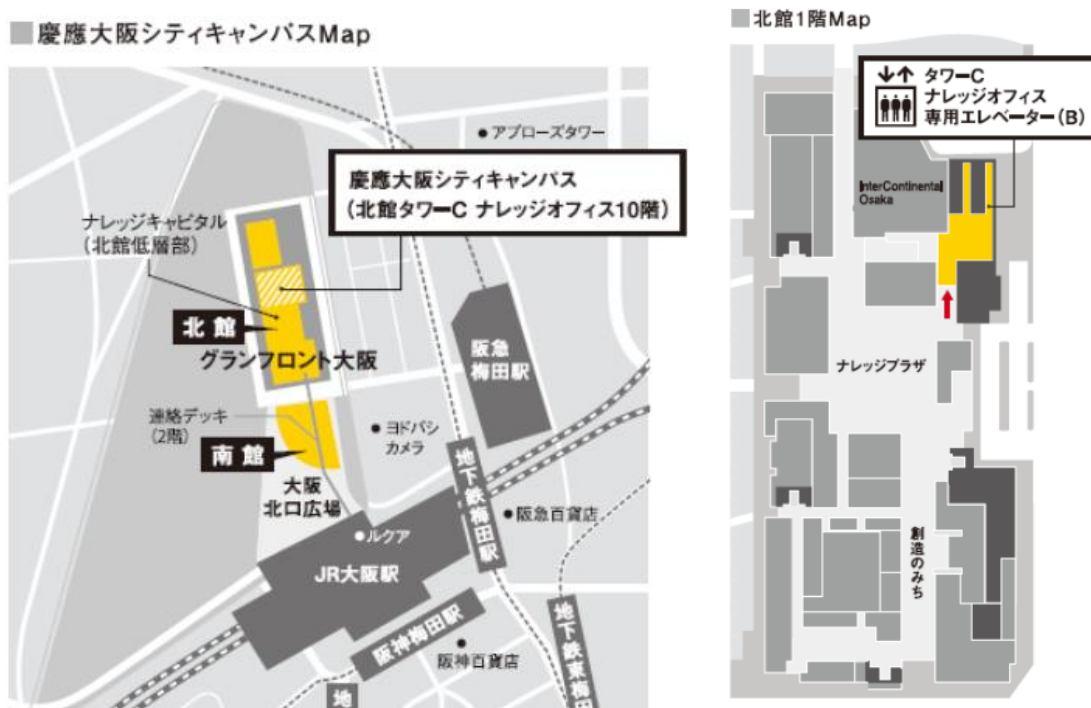 慶應大阪シティキャンパスMap
アプローズタワー
慶應大阪シティキャンパス
（北館タワーC ナレッジオフィス10階）
ナレッジキャピタル
（北館低層部）
北館
グランフロント大阪
阪急
梅田駅
連絡デッキ
（2階）
南館
ヨドバシ
カメラ
大阪
北口広場
地下鉄梅田駅
阪急百貨店
ルクア
JR大阪駅
阪神梅田駅
阪神百貨店
地下鉄東梅田
地
北館1階Map
タワーC
ナレッジオフィス
専用エレベーター（B）
InterContinental
Osaka
ナレッジプラザ
創造のみち